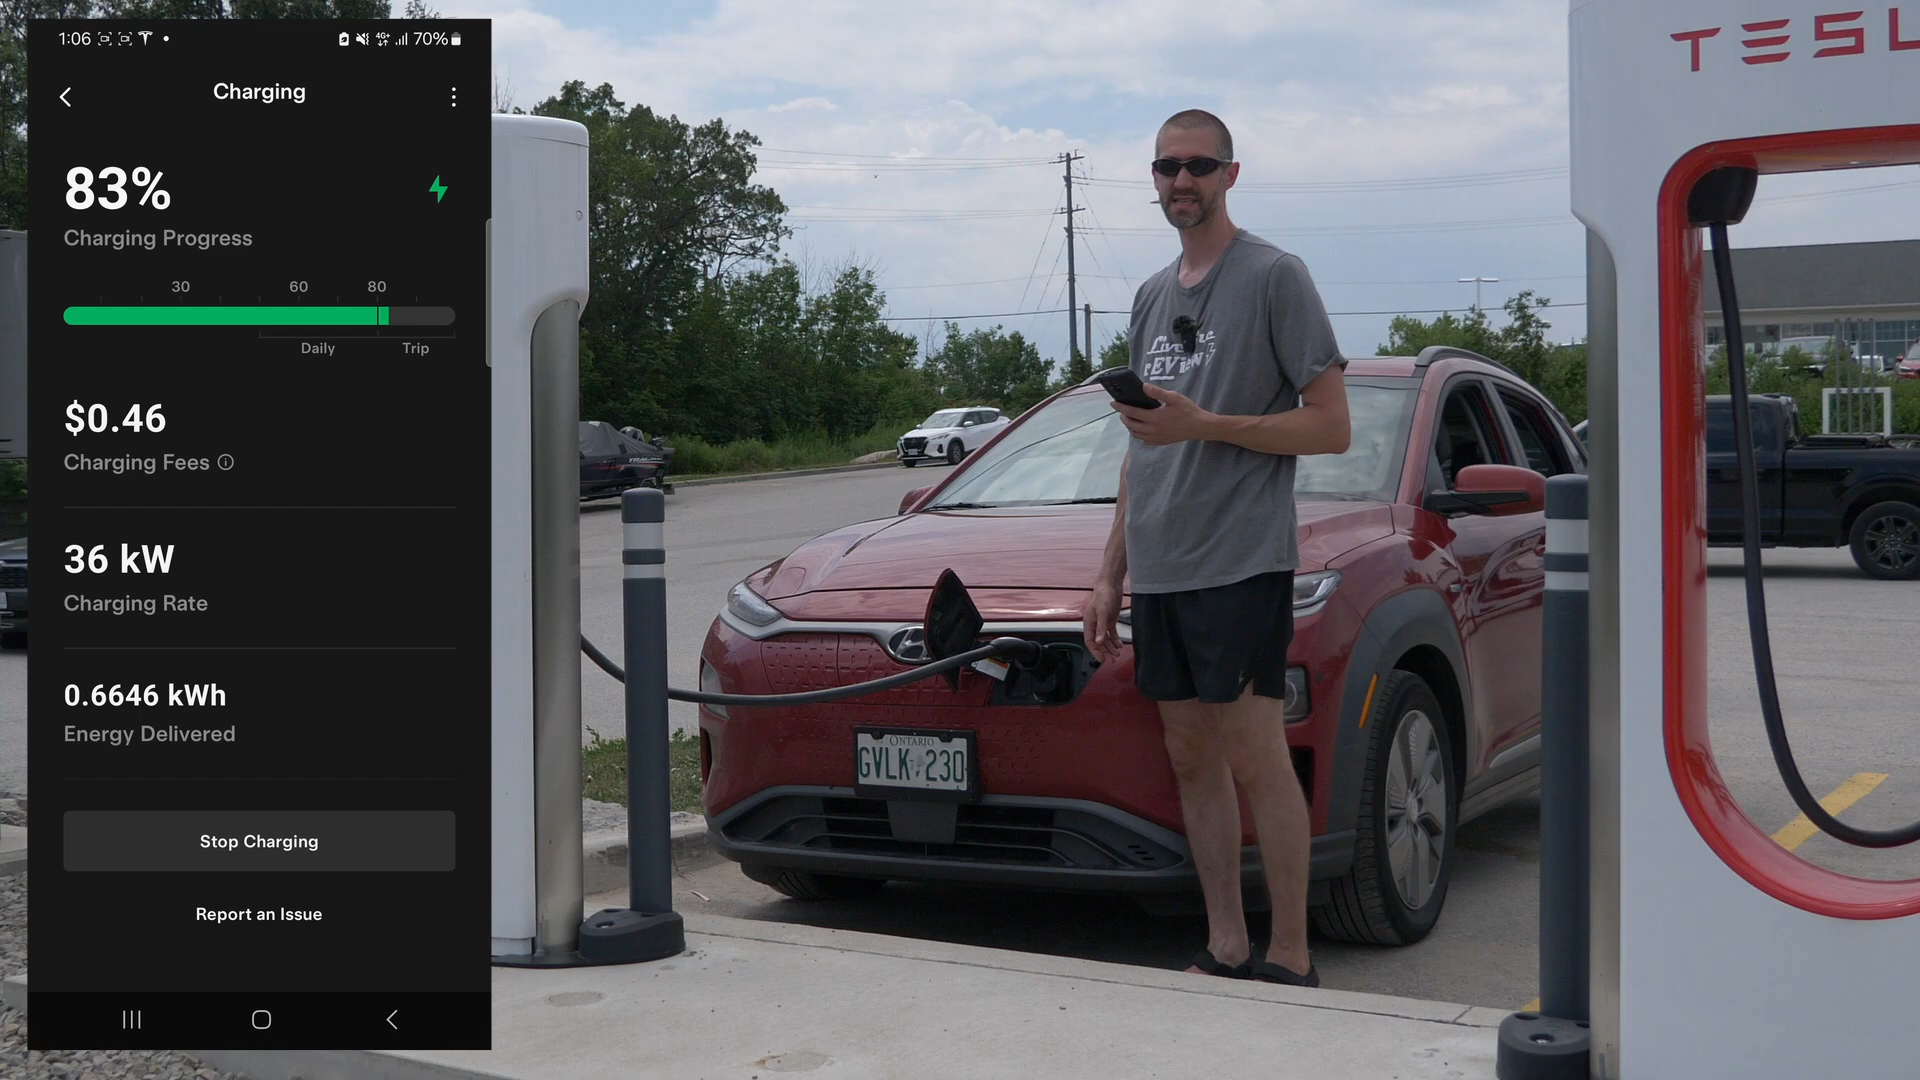 1:06
4G+
70%
Charging
83%
Charging Progress
30 60 80
Daily Trip
$0.46
Charging Fees
36 kW
Charging Rate
0.6646 kWh
Energy Delivered
Stop Charging
Report an Issue
TESL
ONTARIO
GVLK 230